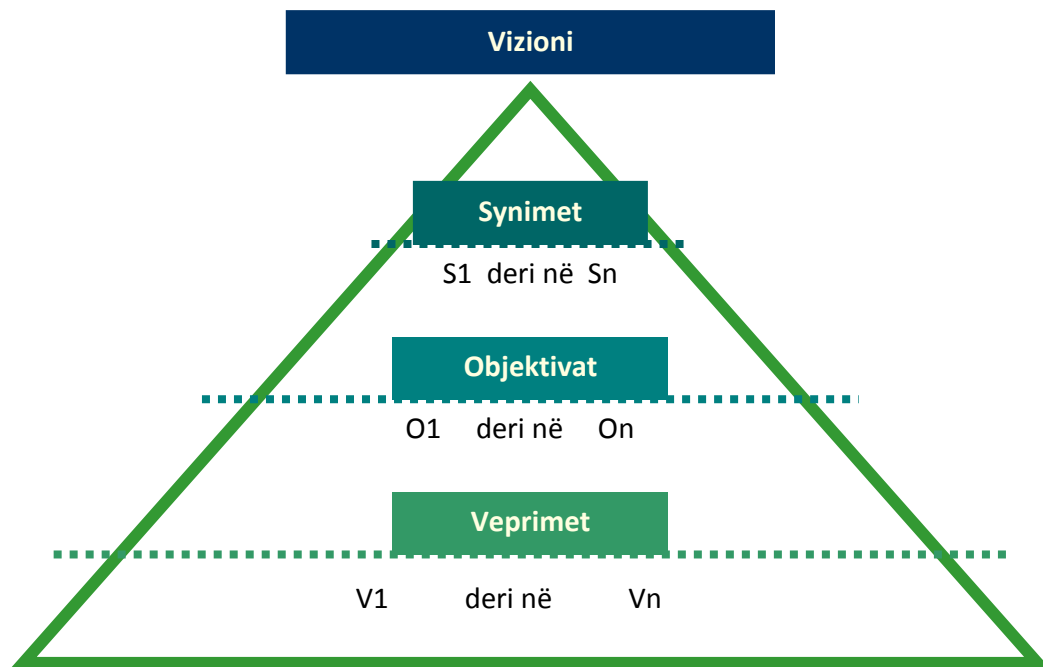 Vizioni
Synimet
S1 deri në Sn
Objektivat
O1 deri në On
Veprimet
V1 deri në Vn